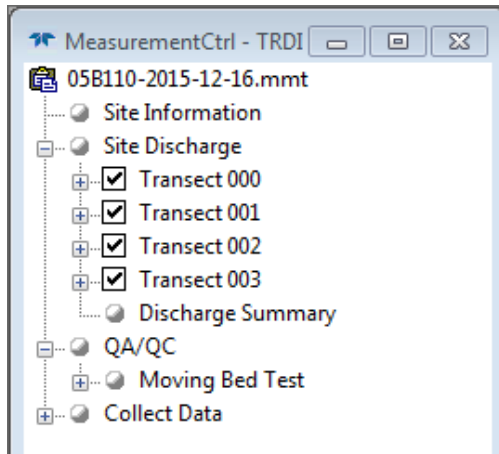 MeasurementCtrl - TRDI
05B110-2015-12-16.mmt
Site Information
Site Discharge
Transect 000
Transect 001
Transect 002
Transect 003
Discharge Summary
QA/QC
Moving Bed Test
Collect Data